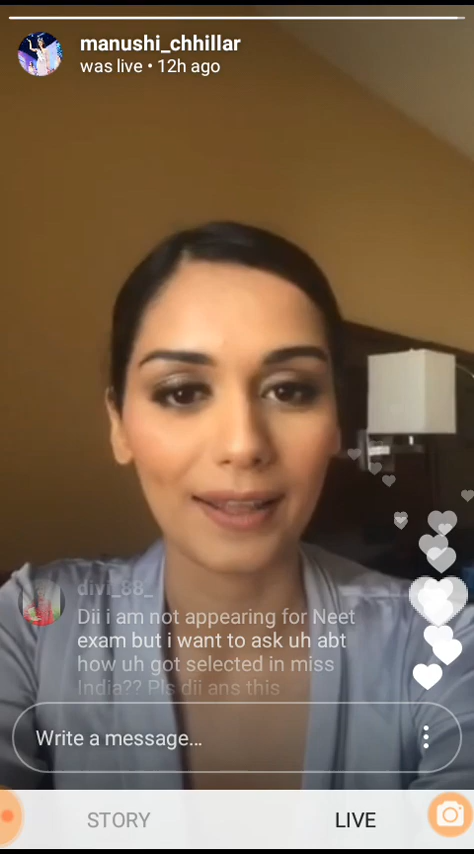 manushi_chhillar
was live • 12h ago
divi_88_
Dii i am not appearing for Neet
exam but i want to ask uh abt
how uh got selected in miss
India?? Pls dii ans this
Write a message...
STORY
LIVE